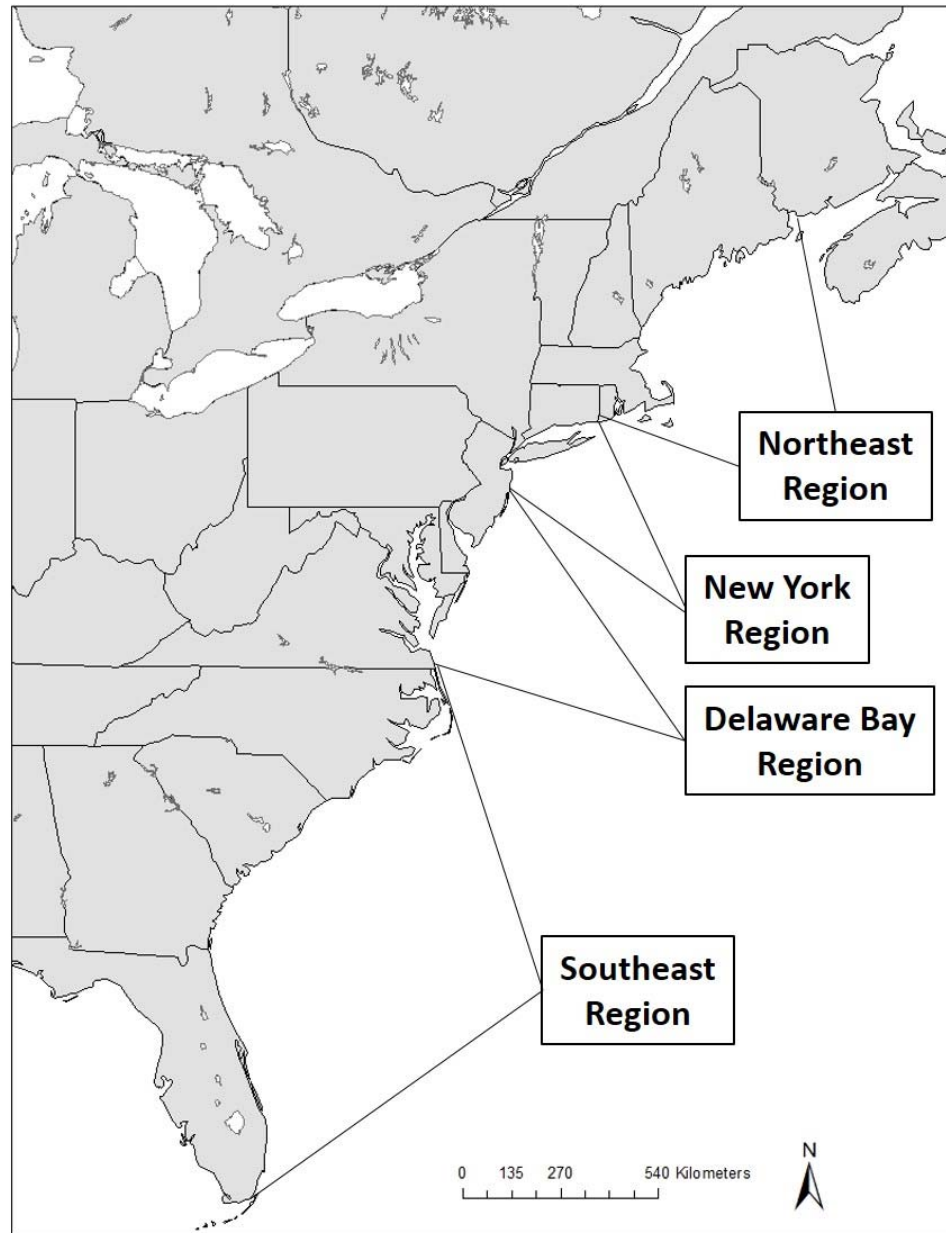 Northeast
Region
New York
Region
Delaware Bay
Region
Southeast
Region
N
0 135 270 540 Kilometers